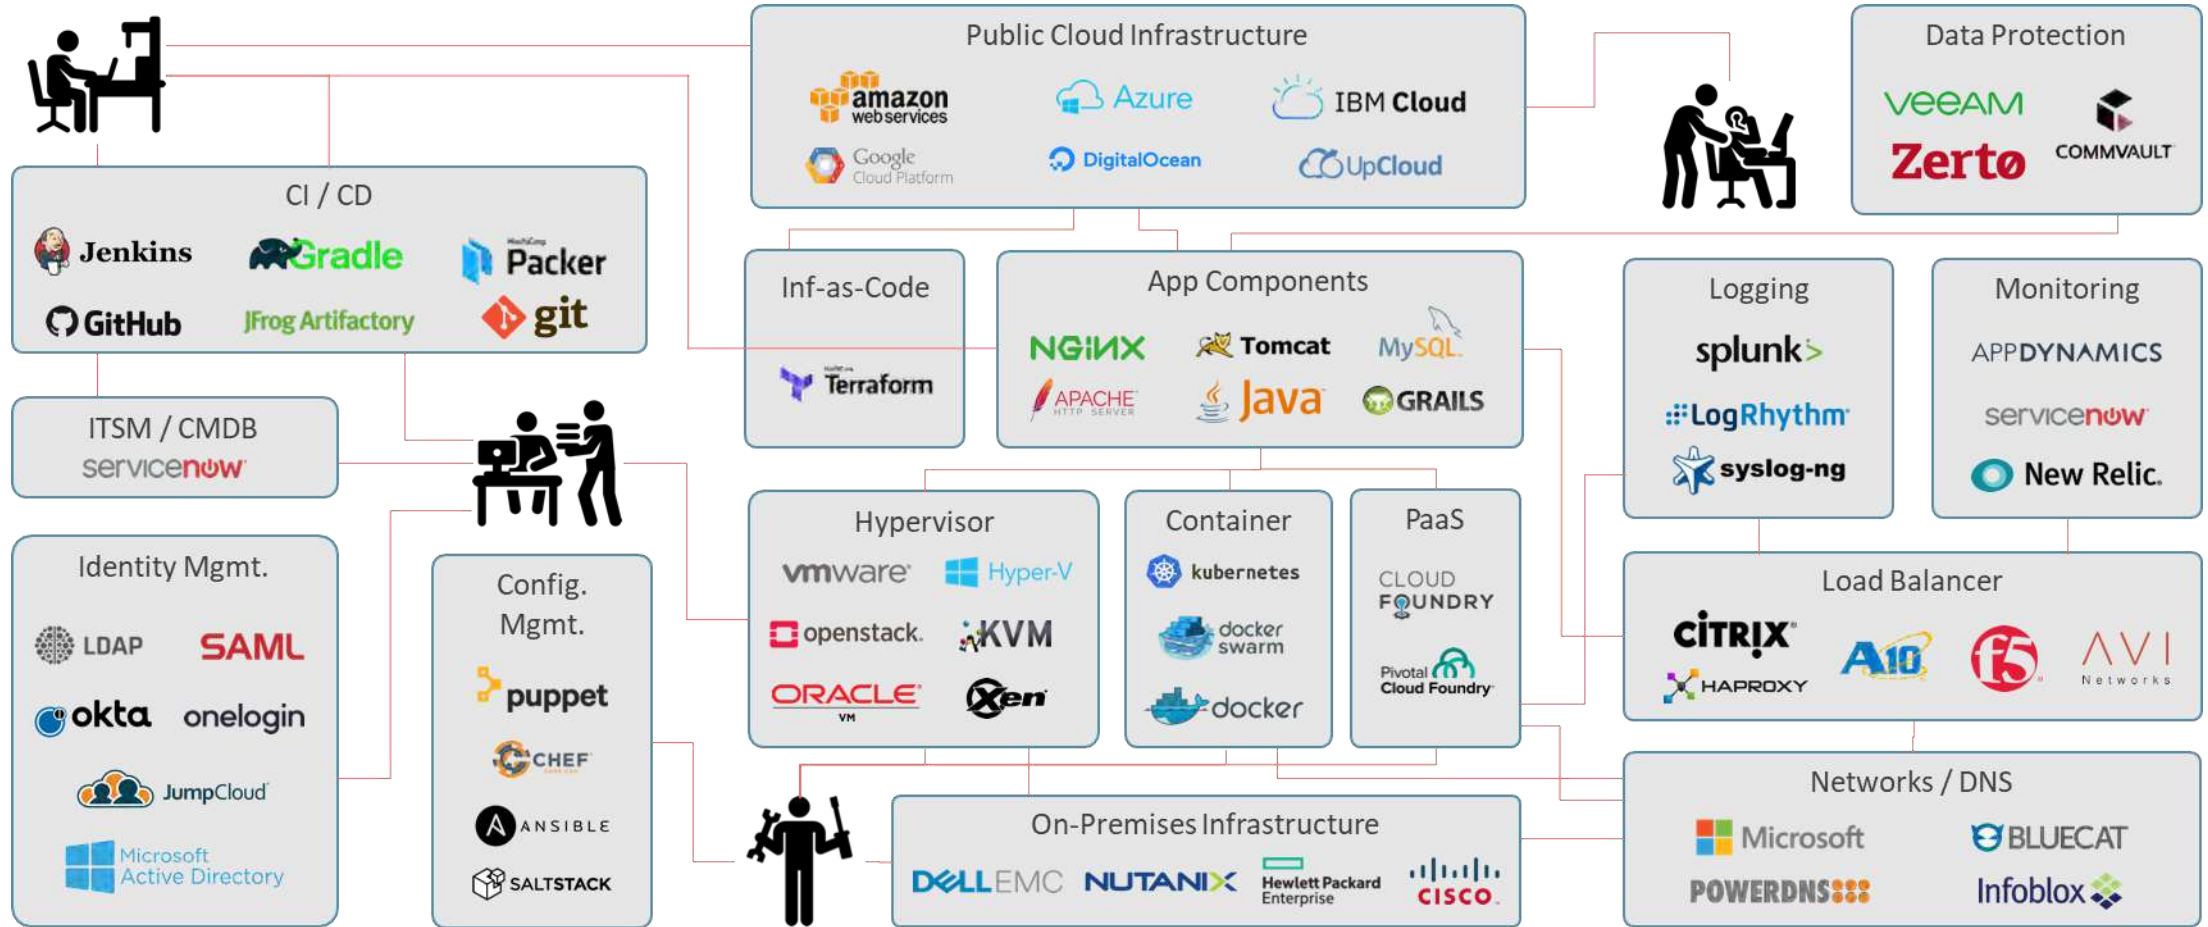 Public Cloud Infrastructure
amazon
web services
Azure
IBM Cloud
Google
Cloud Platform
DigitalOcean
UpCloud
Data Protection
veeAM
COMMVAULT
Zerto
CI / CD
Jenkins
Gradle
HashiCorp
Packer
GitHub
JFrog Artifactory
git
Inf-as-Code
Terraform
App Components
NGiNX
Tomcat
MySQL
APACHE
HTTP SERVER
Java
GRAILS
Logging
splunk>
LogRhythm
syslog-ng
Monitoring
APPDYNAMICS
servicenow
New Relic.
ITSM / CMDB
servicenow
Identity Mgmt.
LDAP
SAML
okta
onelogin
JumpCloud
Microsoft
Active Directory
Config.
Mgmt.
puppet
CHEF
ANSIBLE
SALTSTACK
Hypervisor
vmware
Hyper-V
openstack.
KVM
ORACLE
VM
Xen
Container
kubernetes
docker
swarm
docker
PaaS
CLOUD
FOUNDRY
Pivotal
Cloud Foundry
Load Balancer
CITRIX
HAPROXY
A10
f5
AVI
Networks
On-Premises Infrastructure
DELLEMC
NUTANIX
Hewlett Packard
Enterprise
CISCO
Networks / DNS
Microsoft
BLUECAT
POWERDNS
Infoblox